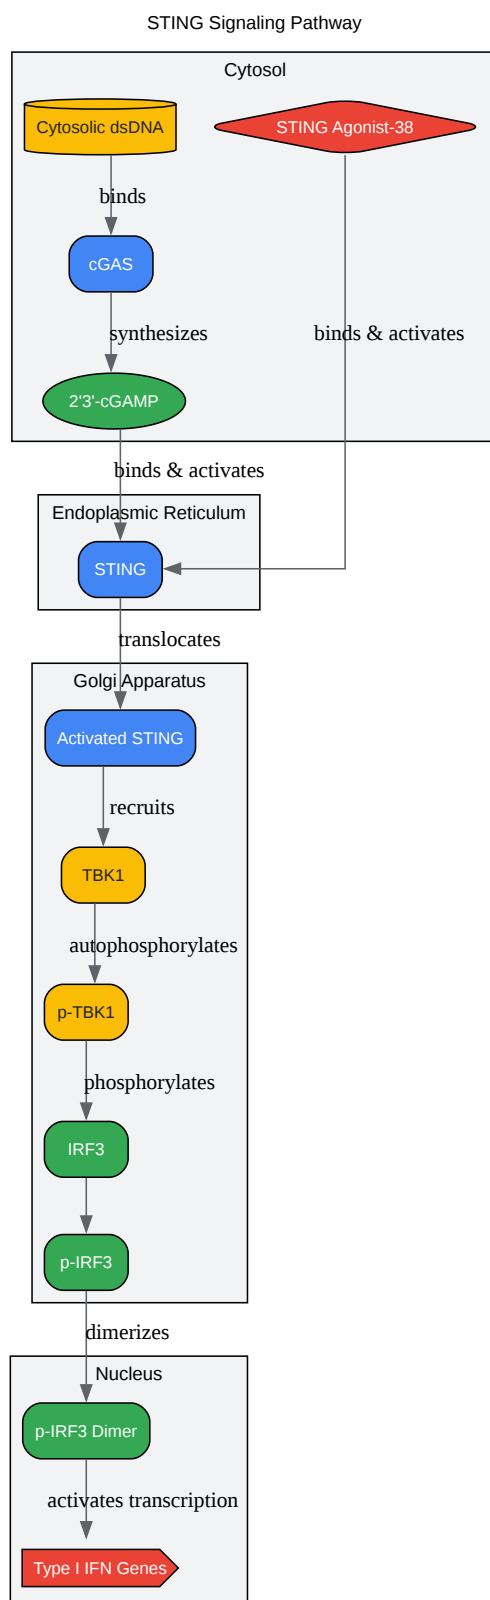 STING Signaling Pathway
Cytosol
Cytosolic dsDNA
STING Agonist-38
binds
cGAS
synthesizes
binds & activates
2'3'-cGAMP
binds & activates
Endoplasmic Reticulum
STING
translocates
Golgi Apparatus
Activated STING
recruits
TBK1
autophosphorylates
p-TBK1
phosphorylates
IRF3
p-IRF3
dimerizes
Nucleus
p-IRF3 Dimer
activates transcription
Type I IFN Genes